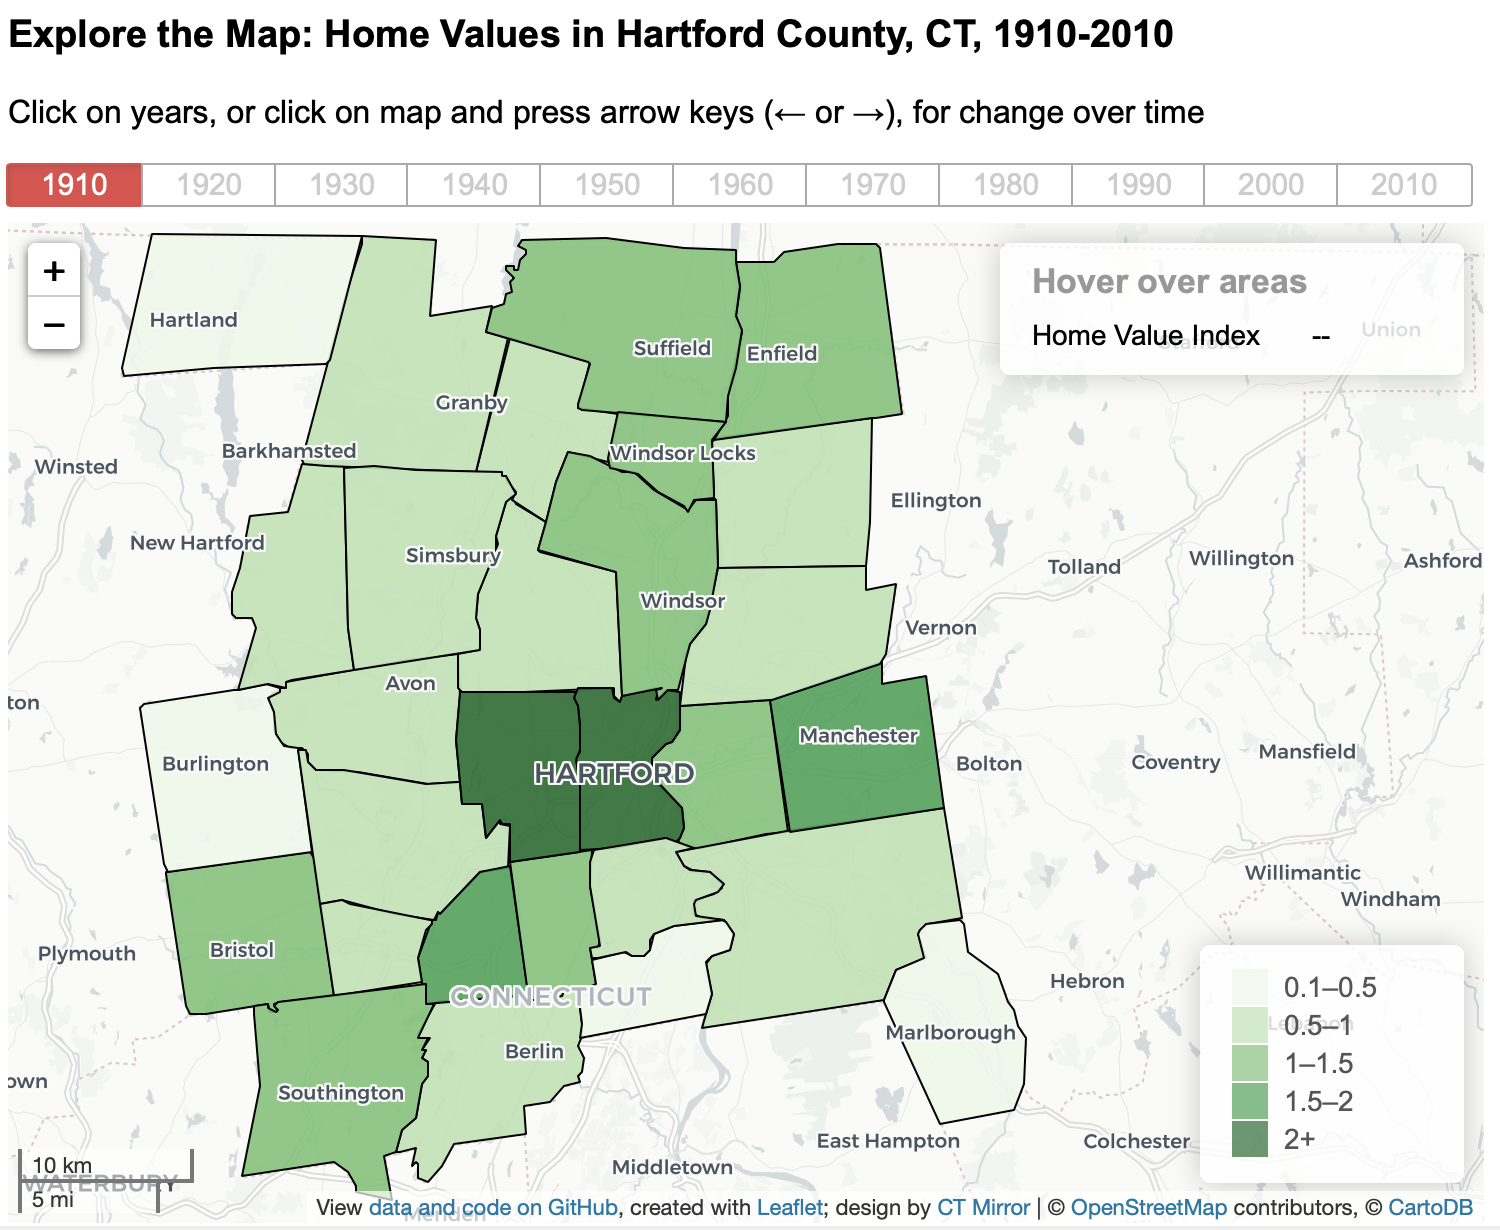 Explore the Map: Home Values in Hartford County, CT, 1910-2010
Click on years, or click on map and press arrow keys (← or →), for change over time
1910 1920 1930 1940 1950 1960 1970 1980 1990 2000 2010
+
−
Hover over areas
Home Value Index --
Union
Hartland
Suffield
Enfield
Granby
Barkhamsted
Windsor Locks
Winsted
Ellington
New Hartford
Simsbury
Tolland
Willington
Ashford
Windsor
Vernon
Avon
ton
Manchester
Burlington
HARTFORD
Bolton
Coventry
Mansfield
Willimantic
Windham
Plymouth
Bristol
CONNECTICUT
Hebron
0.1–0.5
0.5–1
Lebanon
1–1.5
1.5–2
2+
Marlborough
Berlin
own
Southington
East Hampton
Colchester
Middletown
10 km
WATERBURY
5 mi
View data and code on GitHub, created with Leaflet; design by CT Mirror | © OpenStreetMap contributors, © CartoDB
Meriden